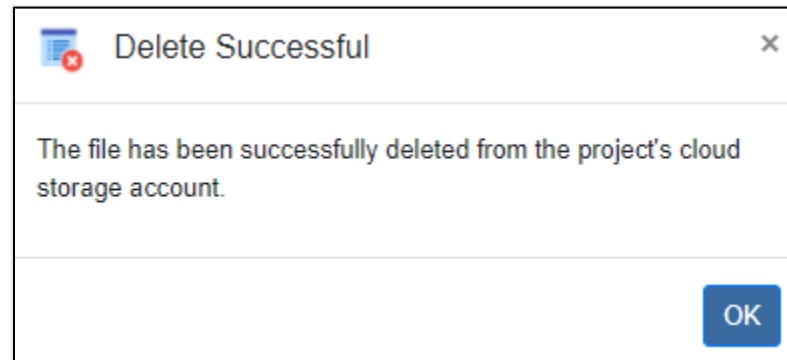 Delete Successful ×
The file has been successfully deleted from the project's cloud
storage account.
OK